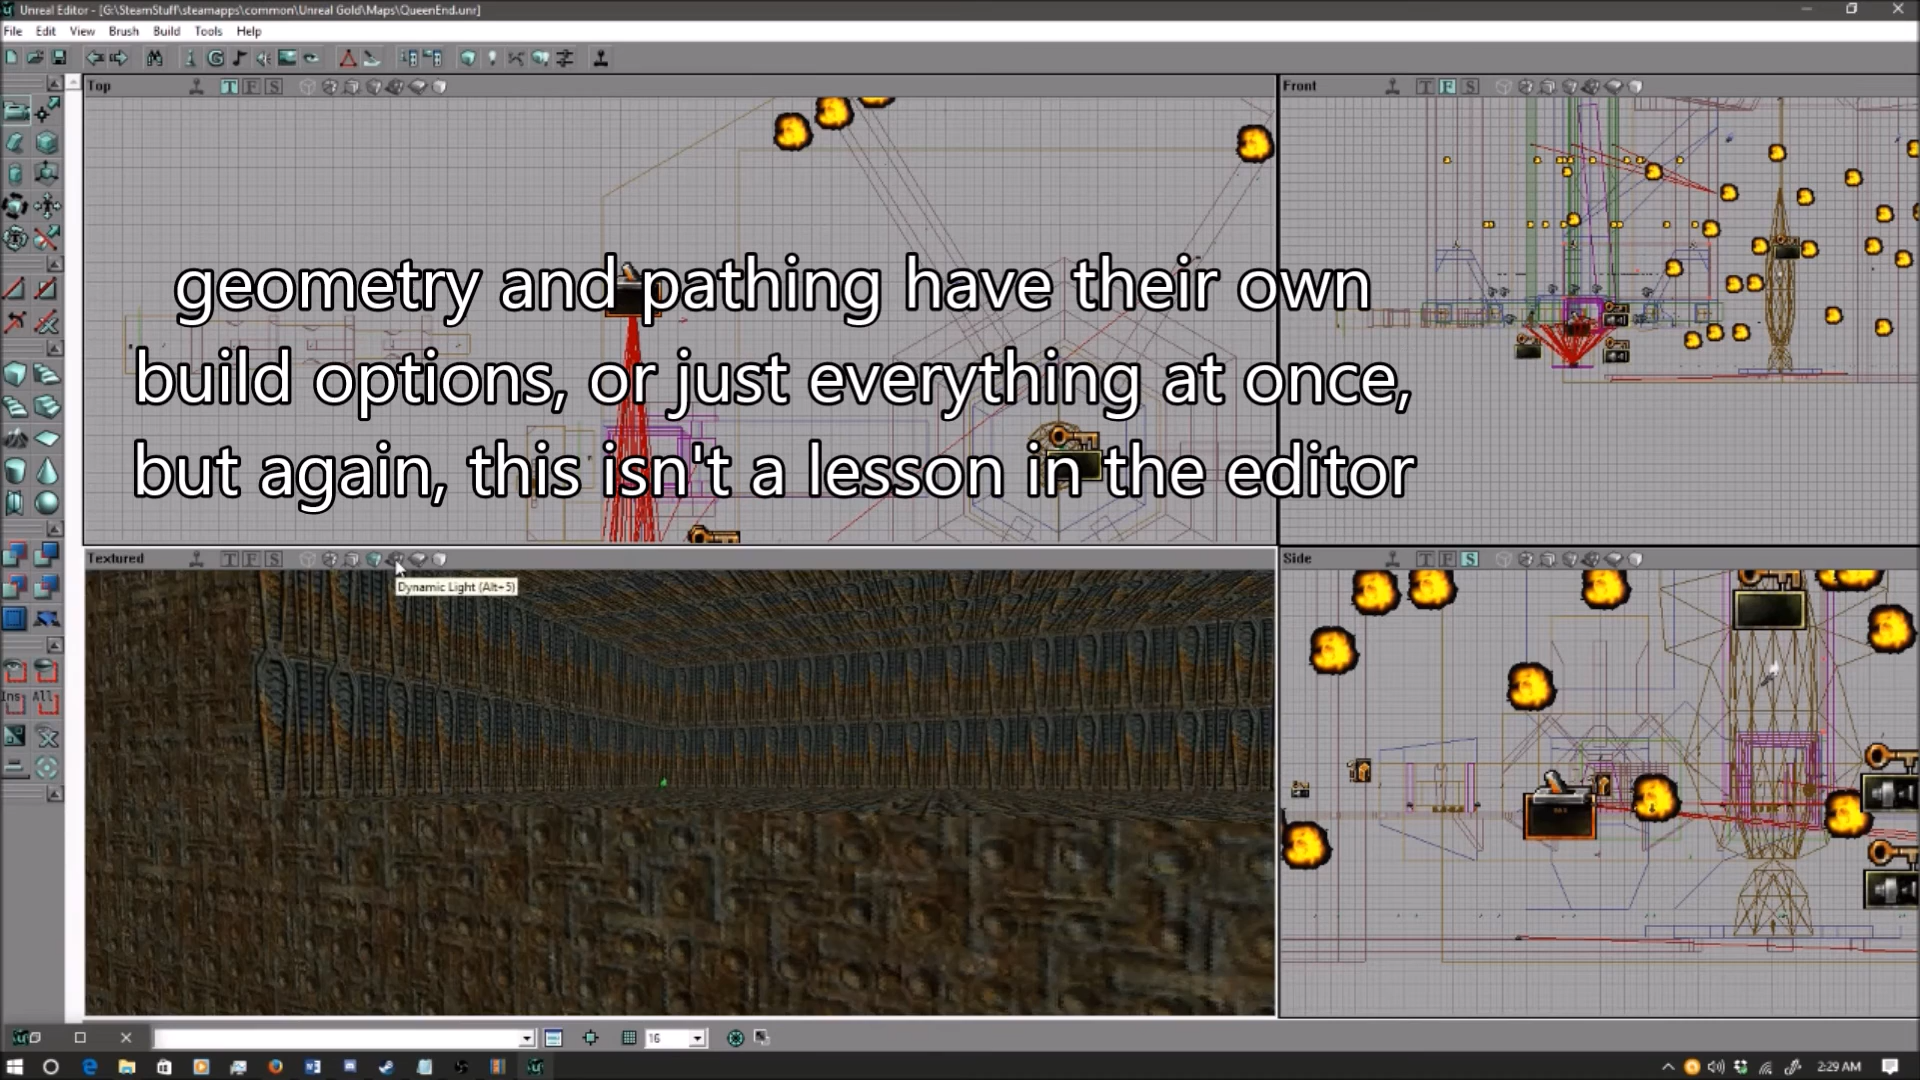 Unreal Editor - [G:\SteamStuff\steamapps\common\Unreal Gold\Maps\QueenEnd.unr]
File Edit View Brush Build Tools Help
Top T F S
Front T F S
geometry and pathing have their own
build options, or just everything at once,
but again, this isn't a lesson in the editor
Textured T F S
Side T F S
Dynamic Light (Alt+5)
Ins All
16
2:29 AM